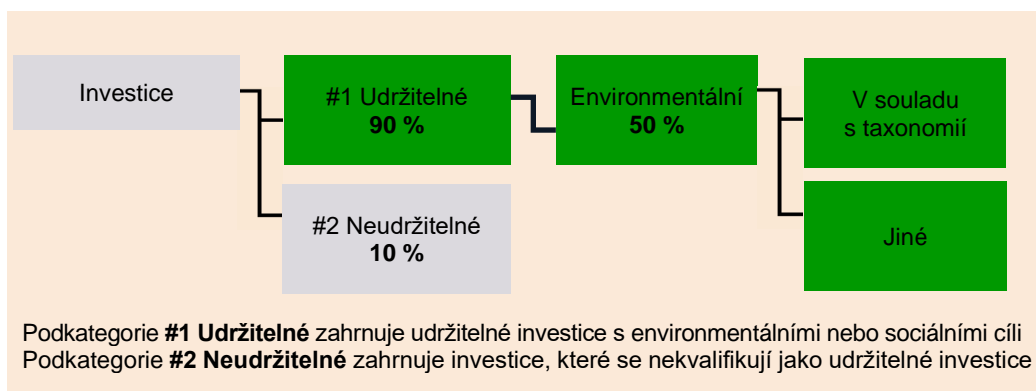 Investice
#1 Udržitelné
90 %
Environmentální
50 %
V souladu
s taxonomií
#2 Neudržitelné
10 %
Jiné
Podkategorie #1 Udržitelné zahrnuje udržitelné investice s environmentálními nebo sociálními cíli
Podkategorie #2 Neudržitelné zahrnuje investice, které se nekvalifikují jako udržitelné investice